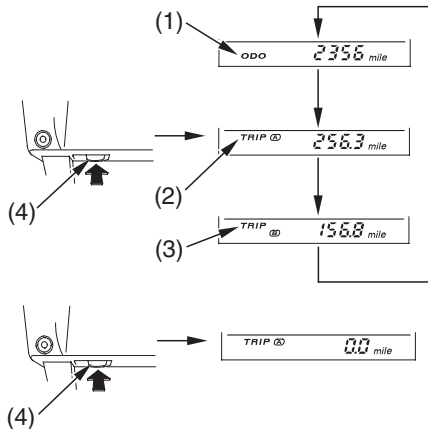 (1)
ODO 2356 mile
TRIP A 256.3 mile
(2)
(4)
TRIP B 156.8 mile
(3)
TRIP A 0.0 mile
(4)